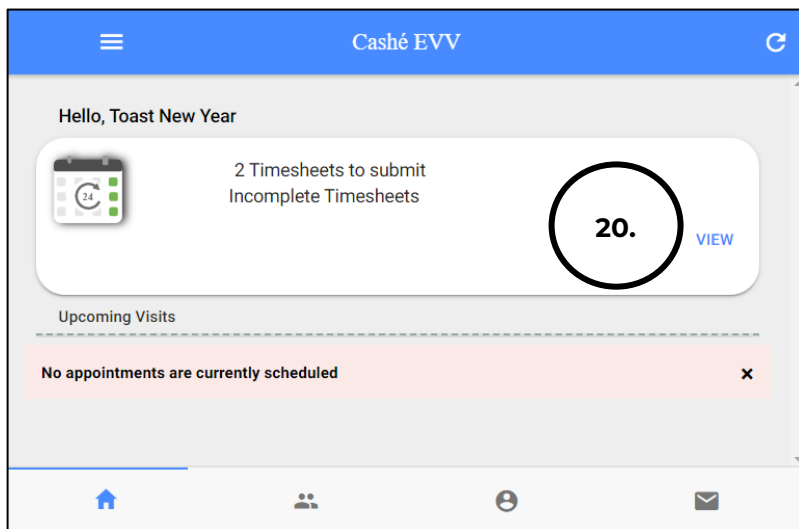 Cashé EVV
Hello, Toast New Year
24
2 Timesheets to submit
Incomplete Timesheets
20.
VIEW
Upcoming Visits
No appointments are currently scheduled